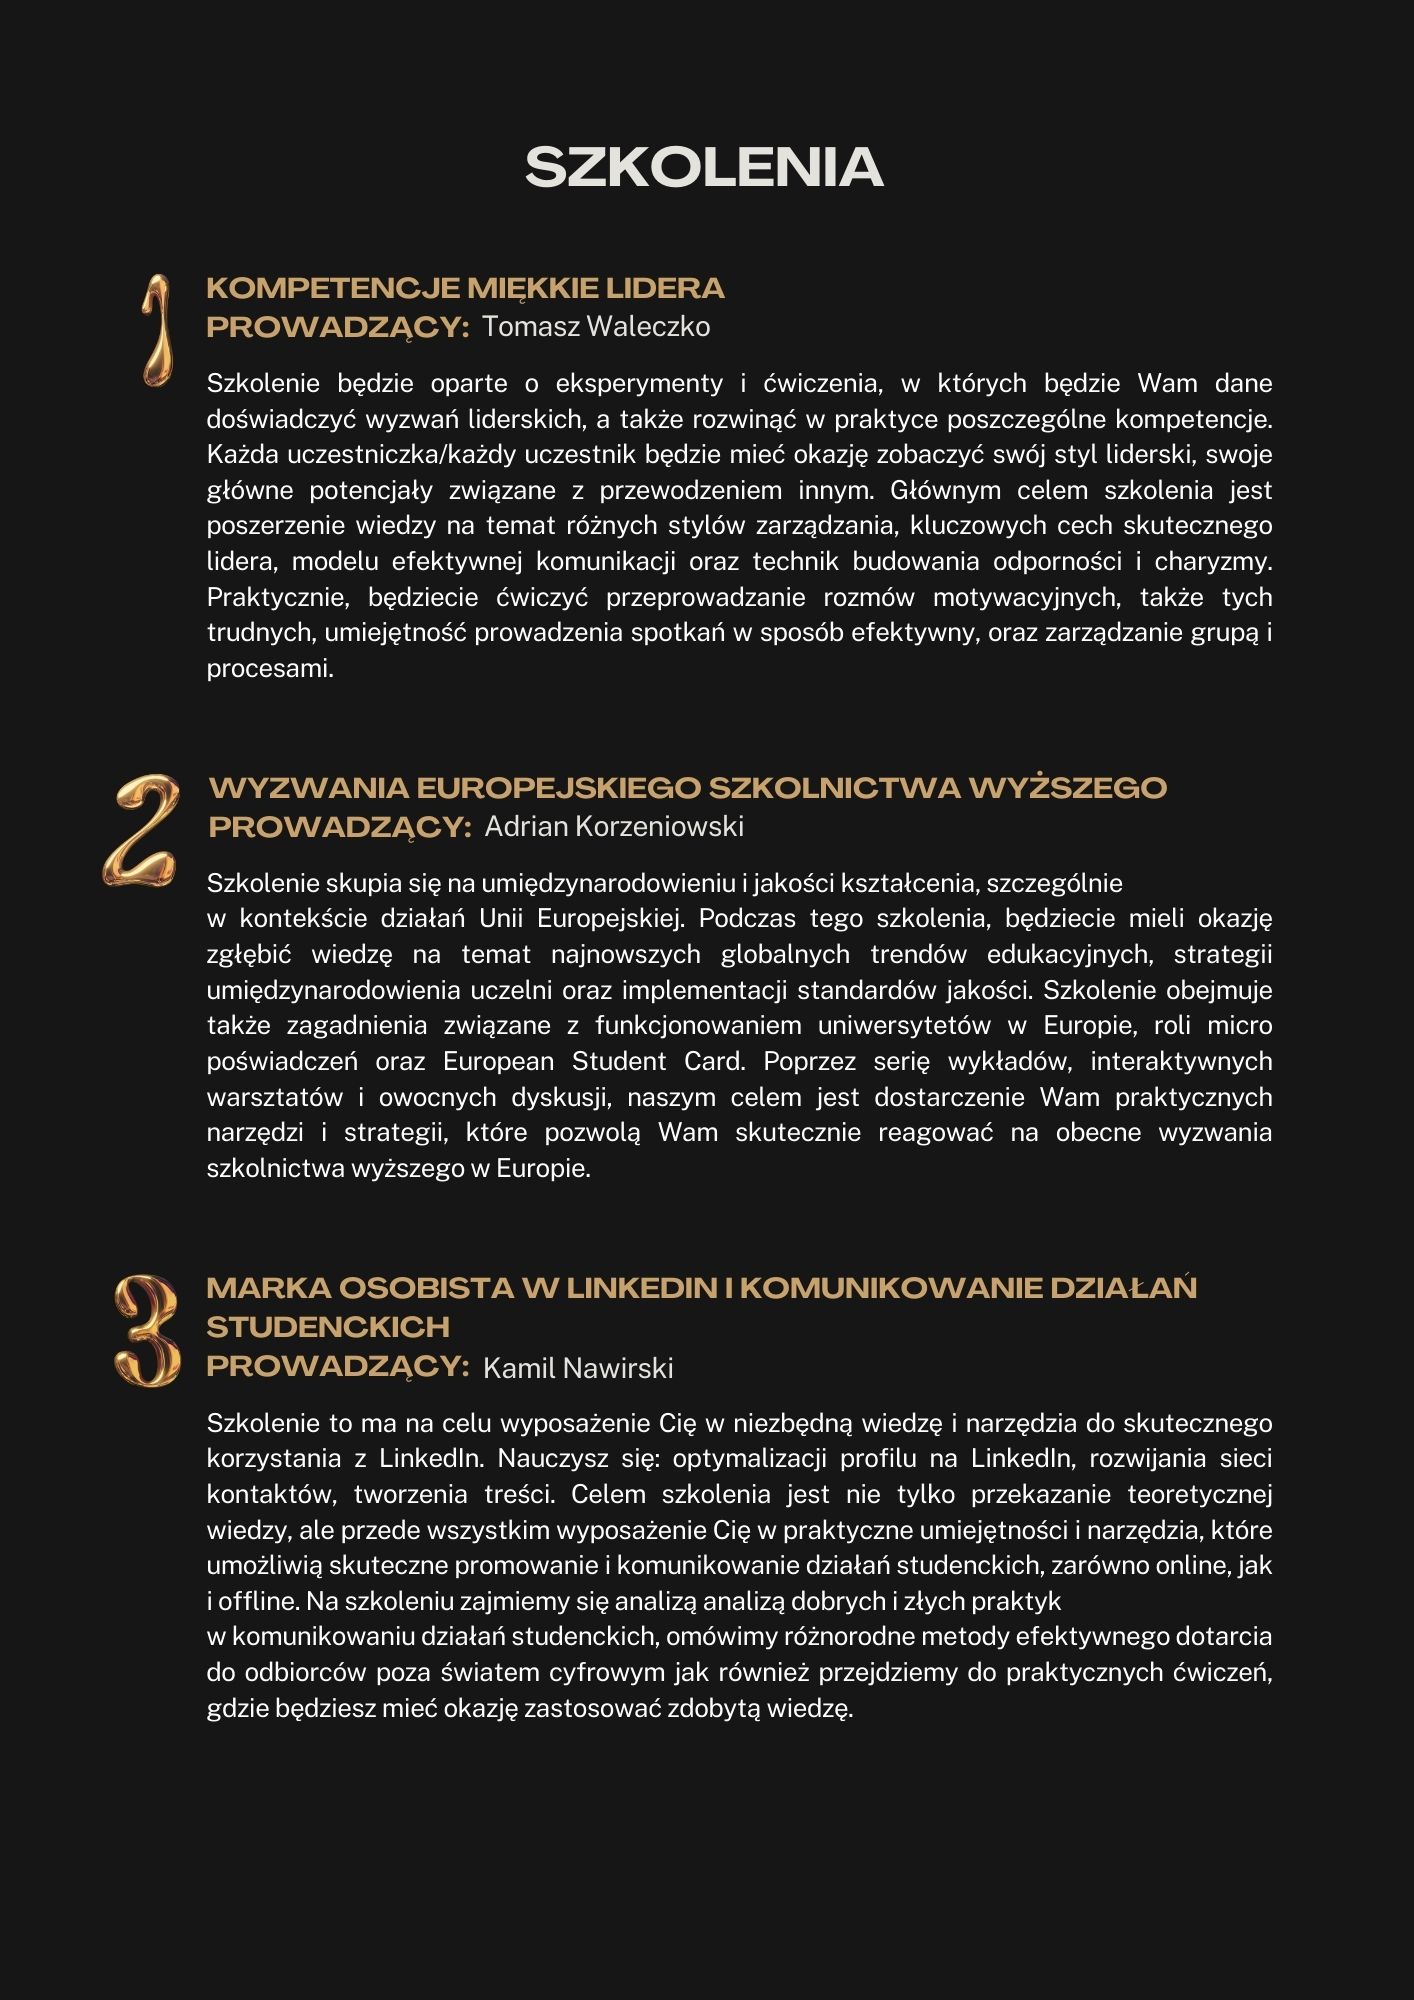 SZKOLENIA
1
KOMPETENCJE MIĘKKIE LIDERA
PROWADZĄCY: Tomasz Waleczko
Szkolenie będzie oparte o eksperymenty i ćwiczenia, w których będzie Wam dane
doświadczyć wyzwań liderskich, a także rozwinąć w praktyce poszczególne kompetencje.
Każda uczestniczka/każdy uczestnik będzie mieć okazję zobaczyć swój styl liderski, swoje
główne potencjały związane z przewodzeniem innym. Głównym celem szkolenia jest
poszerzenie wiedzy na temat różnych stylów zarządzania, kluczowych cech skutecznego
lidera, modelu efektywnej komunikacji oraz technik budowania odporności i charyzmy.
Praktycznie, będziecie ćwiczyć przeprowadzanie rozmów motywacyjnych, także tych
trudnych, umiejętność prowadzenia spotkań w sposób efektywny, oraz zarządzanie grupą i
procesami.
2
WYZWANIA EUROPEJSKIEGO SZKOLNICTWA WYŻSZEGO
PROWADZĄCY: Adrian Korzeniowski
Szkolenie skupia się na umiędzynarodowieniu i jakości kształcenia, szczególnie
w kontekście działań Unii Europejskiej. Podczas tego szkolenia, będziecie mieli okazję
zgłębić wiedzę na temat najnowszych globalnych trendów edukacyjnych, strategii
umiędzynarodowienia uczelni oraz implementacji standardów jakości. Szkolenie obejmuje
także zagadnienia związane z funkcjonowaniem uniwersytetów w Europie, roli micro
poświadczeń oraz European Student Card. Poprzez serię wykładów, interaktywnych
warsztatów i owocnych dyskusji, naszym celem jest dostarczenie Wam praktycznych
narzędzi i strategii, które pozwolą Wam skutecznie reagować na obecne wyzwania
szkolnictwa wyższego w Europie.
3
MARKA OSOBISTA W LINKEDIN I KOMUNIKOWANIE DZIAŁAŃ
STUDENCKICH
PROWADZĄCY: Kamil Nawirski
Szkolenie to ma na celu wyposażenie Cię w niezbędną wiedzę i narzędzia do skutecznego
korzystania z LinkedIn. Nauczysz się: optymalizacji profilu na LinkedIn, rozwijania sieci
kontaktów, tworzenia treści. Celem szkolenia jest nie tylko przekazanie teoretycznej
wiedzy, ale przede wszystkim wyposażenie Cię w praktyczne umiejętności i narzędzia, które
umożliwią skuteczne promowanie i komunikowanie działań studenckich, zarówno online, jak
i offline. Na szkoleniu zajmiemy się analizą analizą dobrych i złych praktyk
w komunikowaniu działań studenckich, omówimy różnorodne metody efektywnego dotarcia
do odbiorców poza światem cyfrowym jak również przejdziemy do praktycznych ćwiczeń,
gdzie będziesz mieć okazję zastosować zdobytą wiedzę.